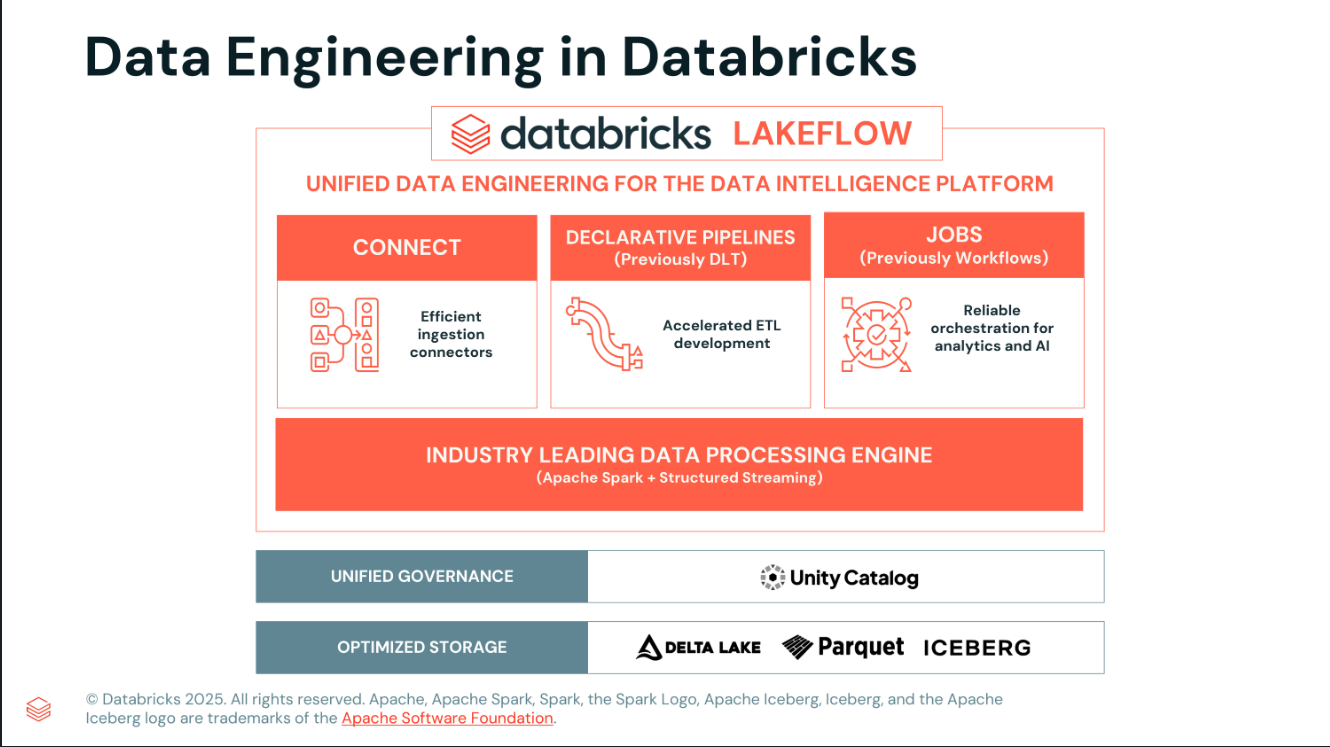 Data Engineering in Databricks
databricks LAKEFLOW
UNIFIED DATA ENGINEERING FOR THE DATA INTELLIGENCE PLATFORM
CONNECT
Efficient
ingestion
connectors
DECLARATIVE PIPELINES
(Previously DLT)
Accelerated ETL
development
JOBS
(Previously Workflows)
Reliable
orchestration for
analytics and AI
INDUSTRY LEADING DATA PROCESSING ENGINE
(Apache Spark + Structured Streaming)
UNIFIED GOVERNANCE
Unity Catalog
OPTIMIZED STORAGE
DELTA LAKE Parquet ICEBERG
© Databricks 2025. All rights reserved. Apache, Apache Spark, Spark, the Spark Logo, Apache Iceberg, Iceberg, and the Apache
Iceberg logo are trademarks of the Apache Software Foundation.